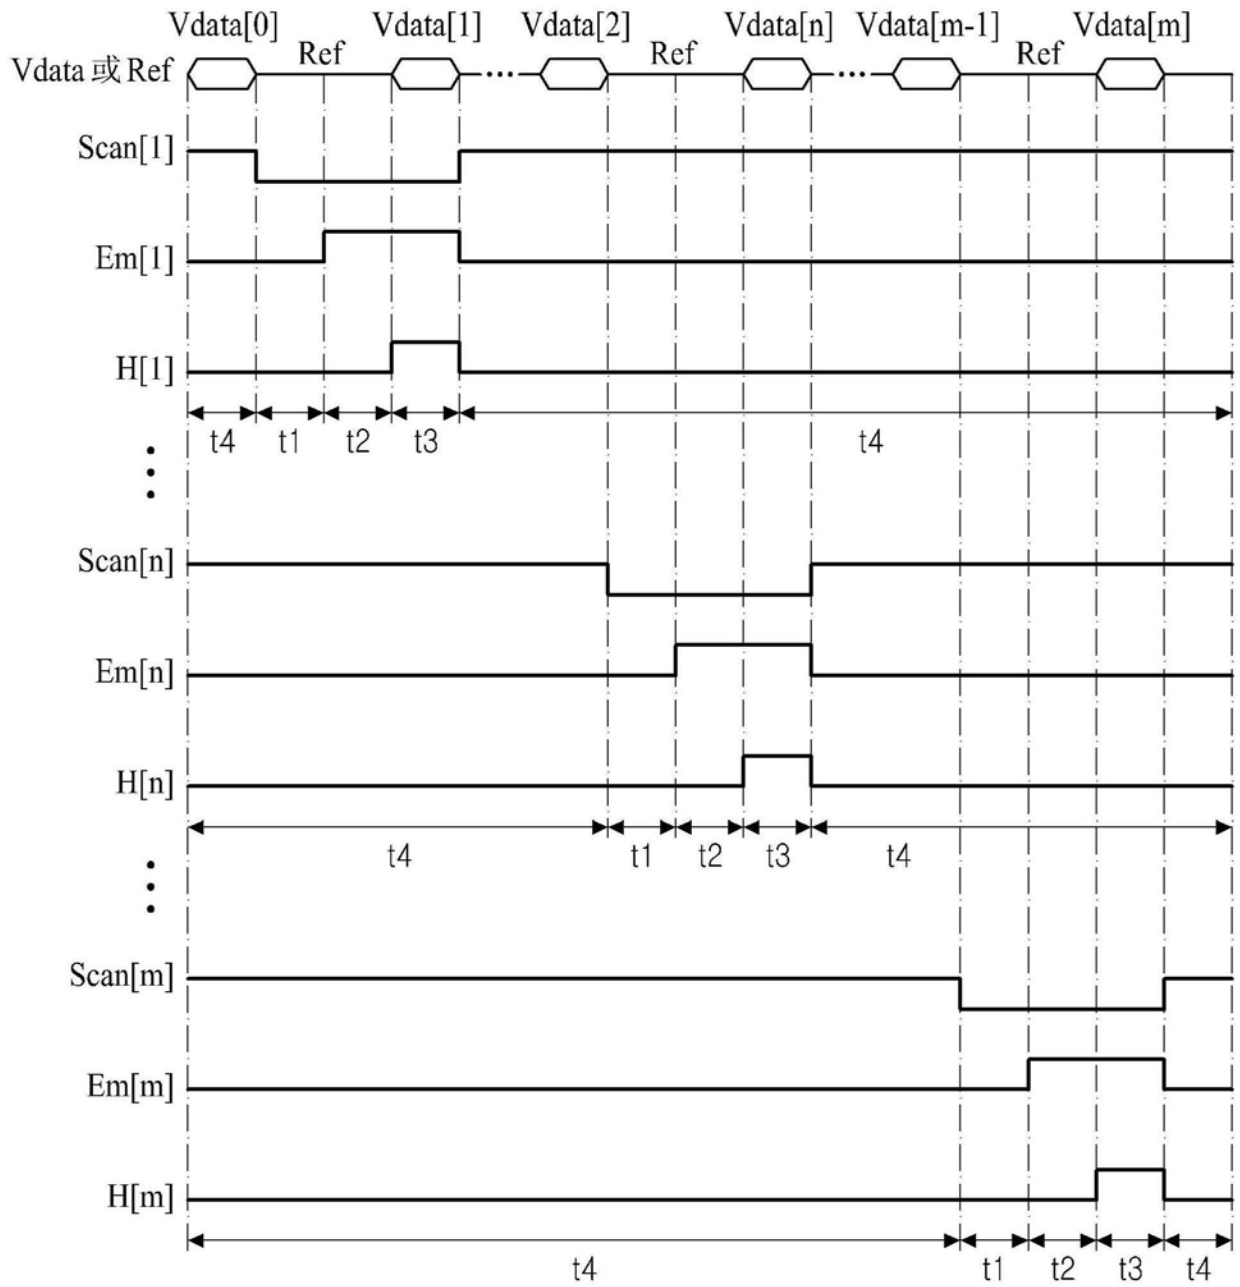 Vdata[0] Vdata[1] Vdata[2] Vdata[n] Vdata[m-1] Vdata[m]
Ref Ref Ref
Vdata 或 Ref
Scan[1]
Em[1]
H[1]
t4 t1 t2 t3 t4
Scan[n]
Em[n]
H[n]
t4 t1 t2 t3 t4
Scan[m]
Em[m]
H[m]
t4 t1 t2 t3 t4